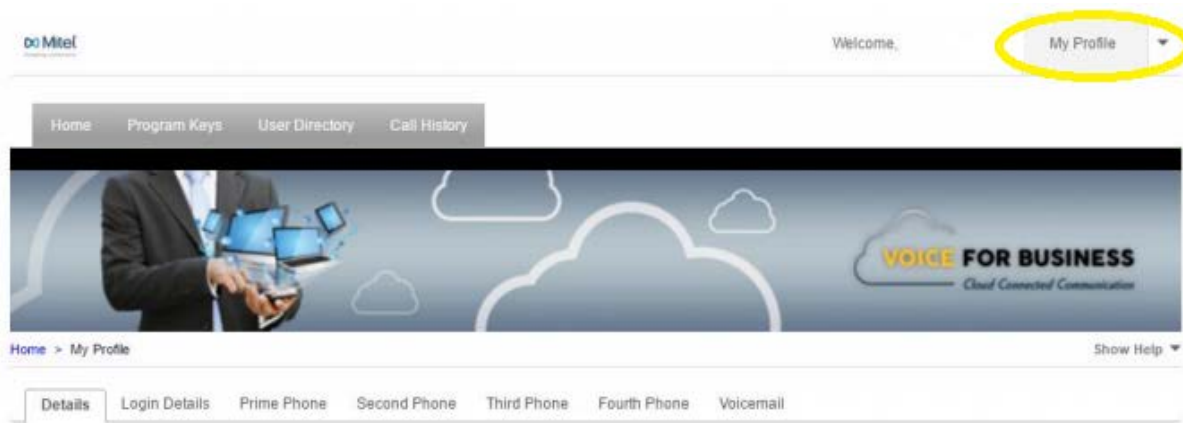 Mitel
Welcome,
My Profile
Home Program Keys User Directory Call History
VOICE FOR BUSINESS
Cloud Connected Communication
Home > My Profile
Show Help
Details Login Details Prime Phone Second Phone Third Phone Fourth Phone Voicemail